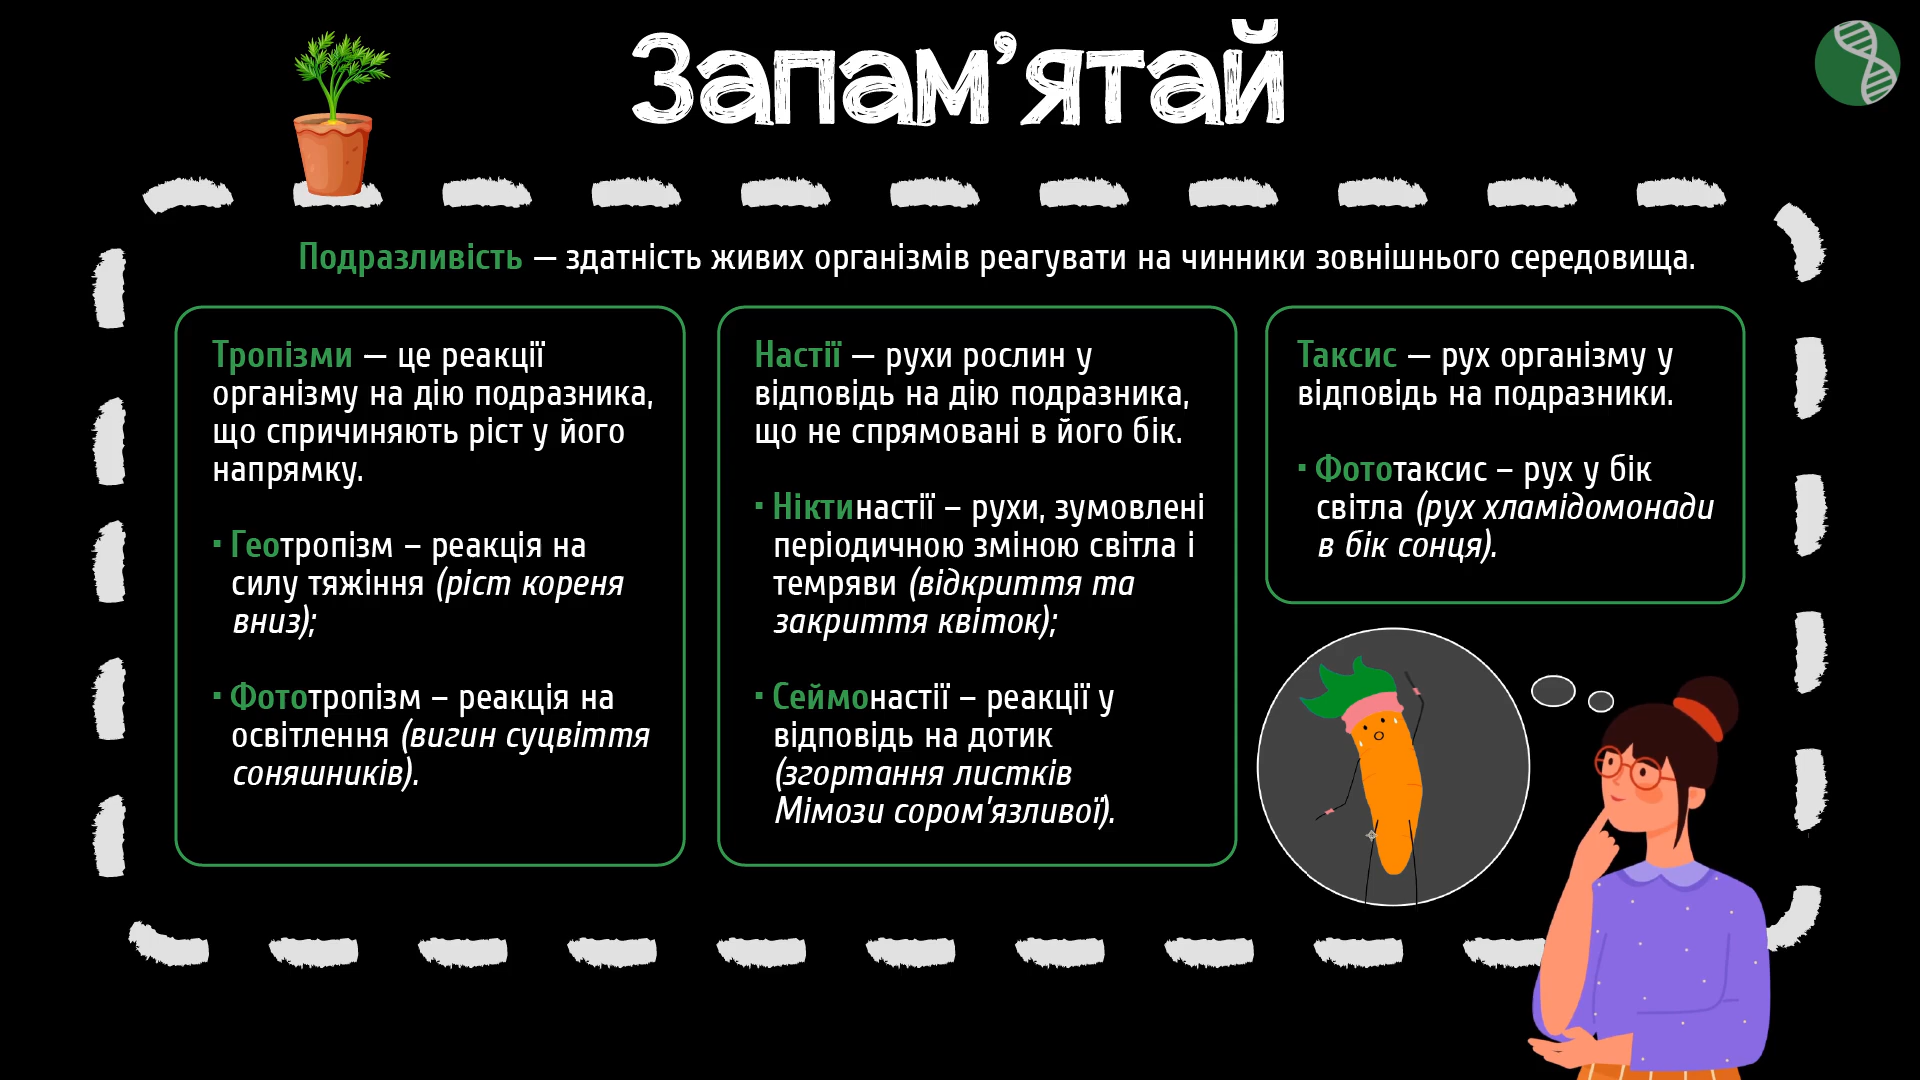 Запам’ятай
Подразливість — здатність живих організмів реагувати на чинники зовнішнього середовища.
Тропізми — це реакції
організму на дію подразника,
що спричиняють ріст у його
напрямку.
▪ Геотропізм – реакція на
силу тяжіння (ріст кореня
вниз);
▪ Фототропізм – реакція на
освітлення (вигин суцвіття
соняшників).
Настії — рухи рослин у
відповідь на дію подразника,
що не спрямовані в його бік.
▪ Ніктинастії – рухи, зумовлені
періодичною зміною світла і
темряви (відкриття та
закриття квіток);
▪ Сеймонастії – реакції у
відповідь на дотик
(згортання листків
Мімози сором'язливої).
Таксис — рух організму у
відповідь на подразники.
▪ Фототаксис – рух у бік
світла (рух хламідомонади
в бік сонця).